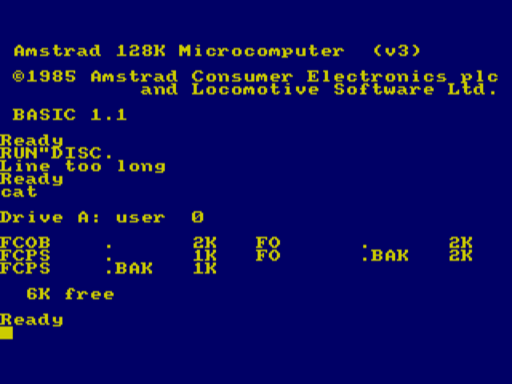 Amstrad 128K Microcomputer  (v3)
©1985 Amstrad Consumer Electronics plc
and Locomotive Software Ltd.
BASIC 1.1
Ready
RUN"DISC.
Line too long
Ready
cat
Drive A: user  0
FCOB    .      2K   FO      .      2K
FCPS    .      1K   FO      .BAK   2K
FCPS    .BAK   1K
6K free
Ready